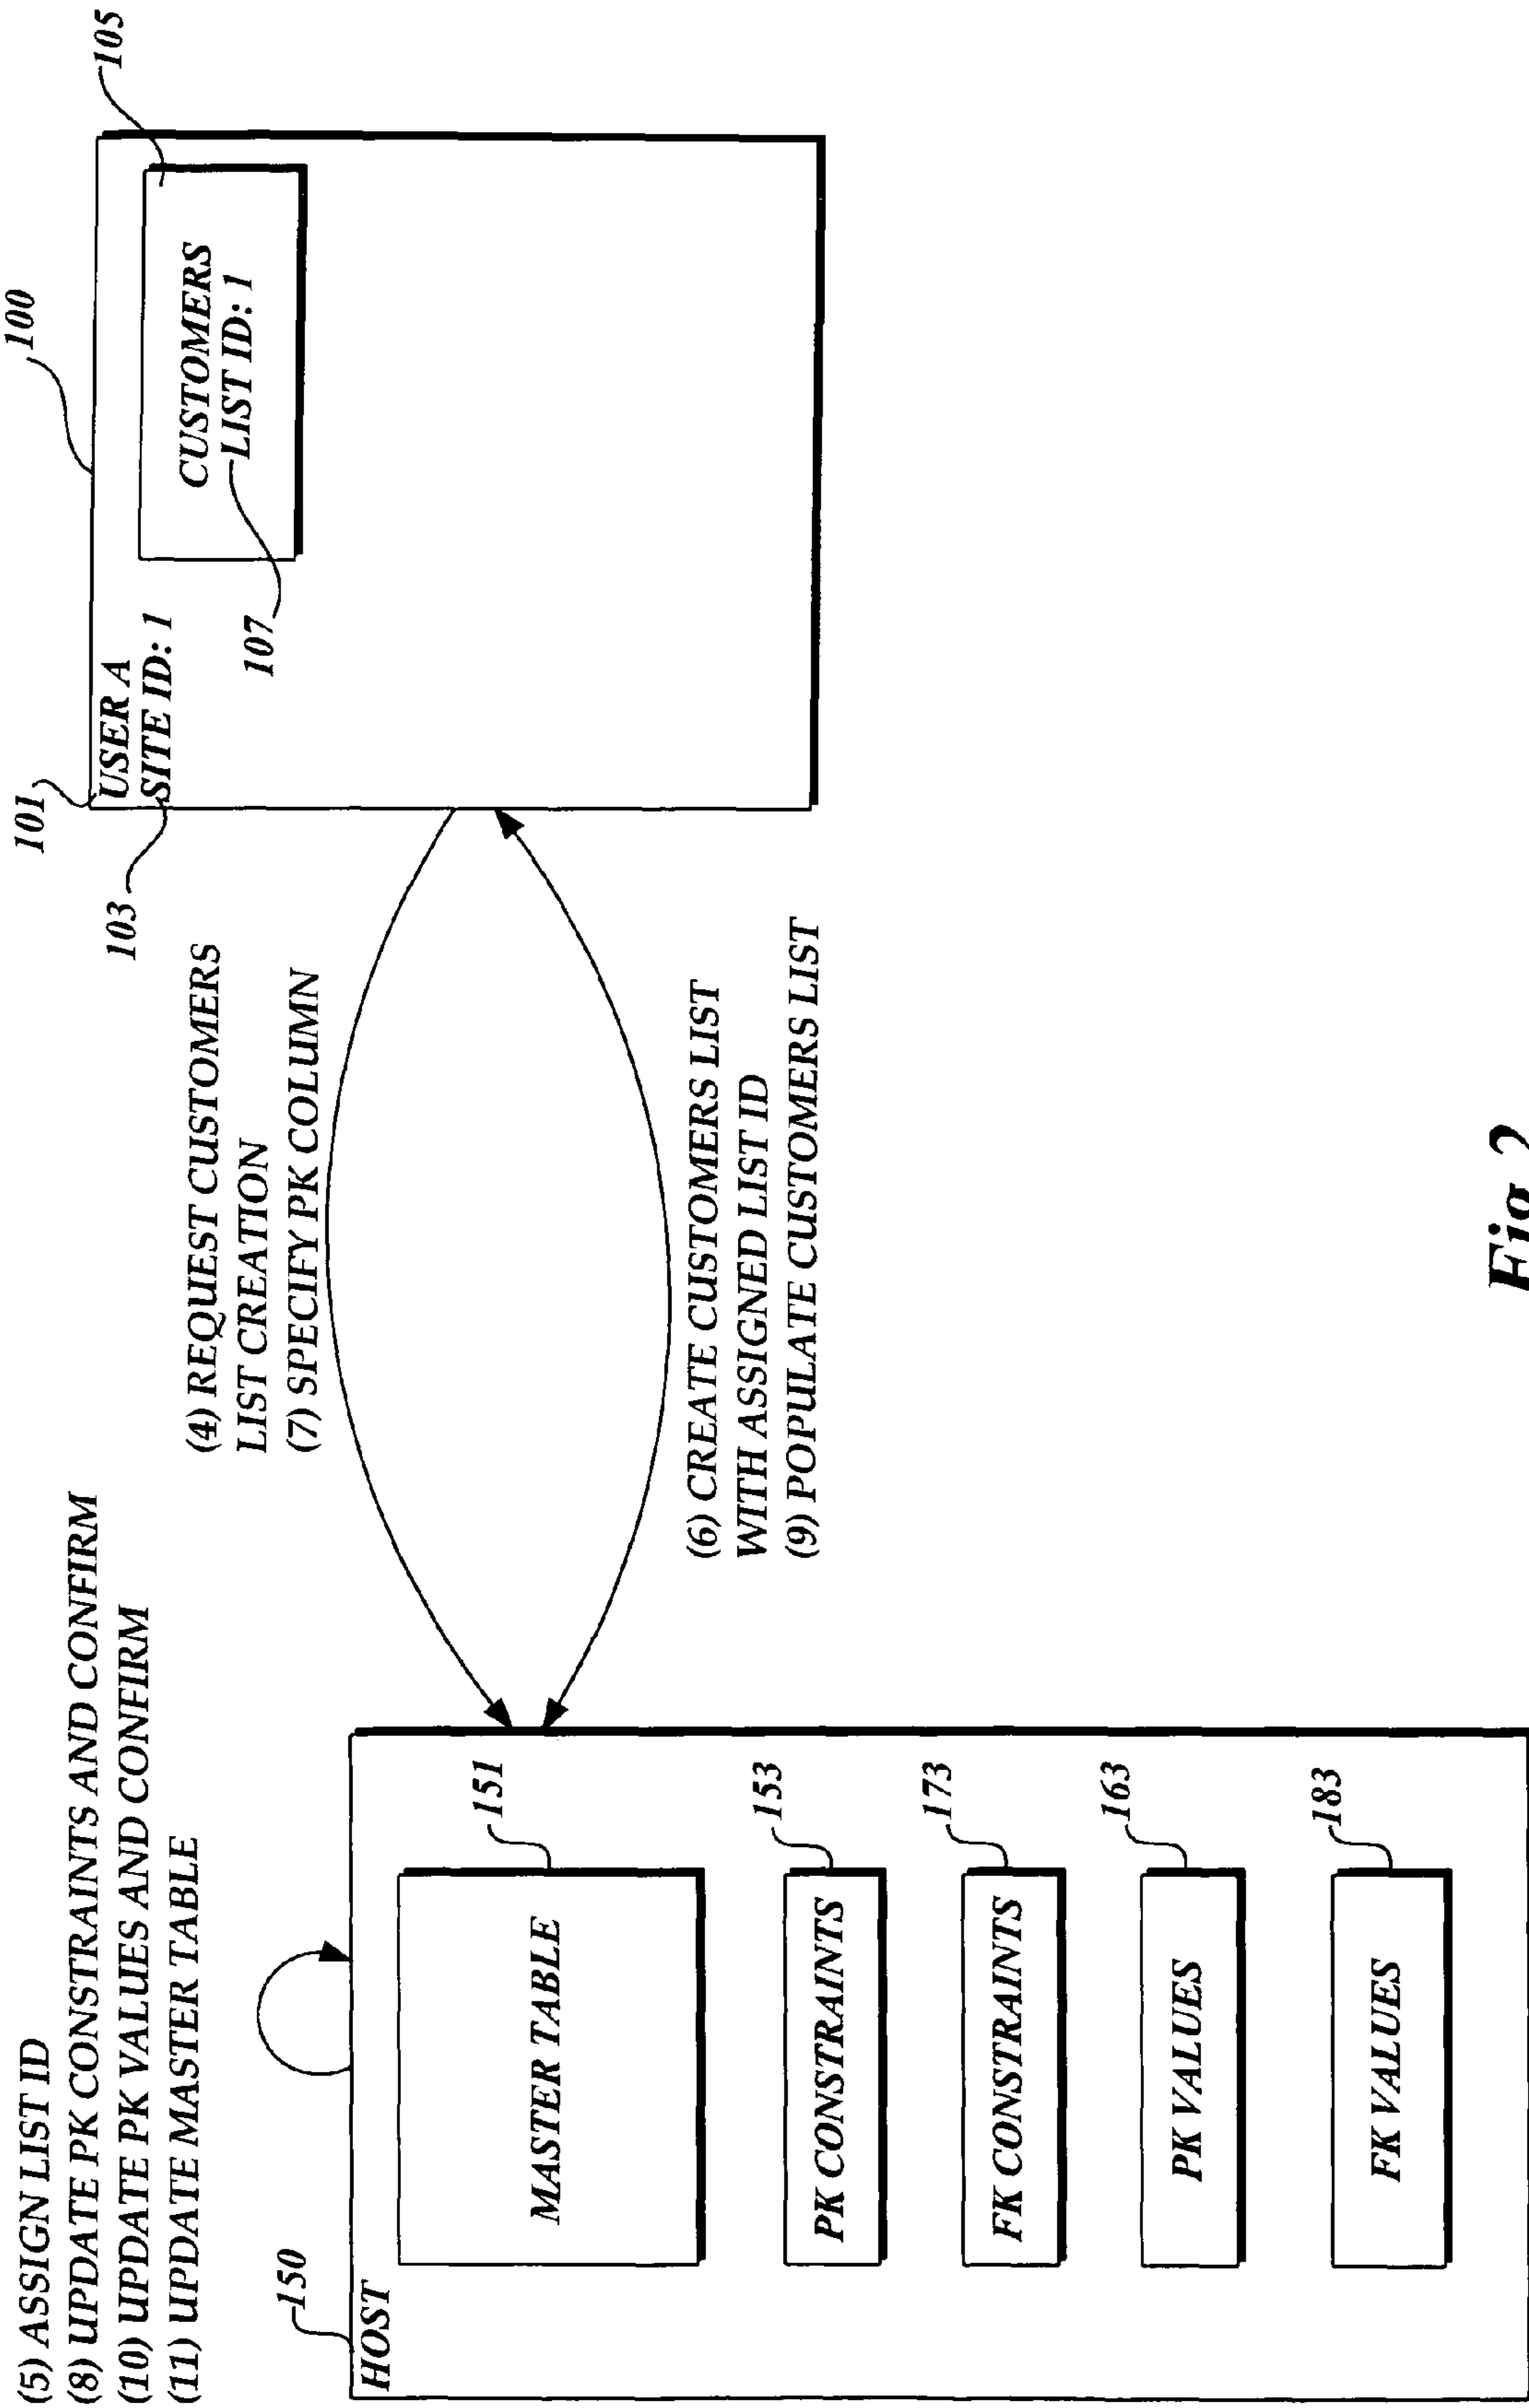 (5) ASSIGN LIST ID
(8) UPDATE PK CONSTRAINTS AND CONFIRM
(10) UPDATE PK VALUES AND CONFIRM
(11) UPDATE MASTER TABLE
150
HOST
MASTER TABLE
151
PK CONSTRAINTS
153
FK CONSTRAINTS
173
PK VALUES
163
FK VALUES
183
(4) REQUEST CUSTOMERS
LIST CREATION
(7) SPECIFY PK COLUMN
(6) CREATE CUSTOMERS LIST
WITH ASSIGNED LIST ID
(9) POPULATE CUSTOMERS LIST
101
103
USER A
SITE ID: 1
100
107
CUSTOMERS
LIST ID: 1
105
Fig.2